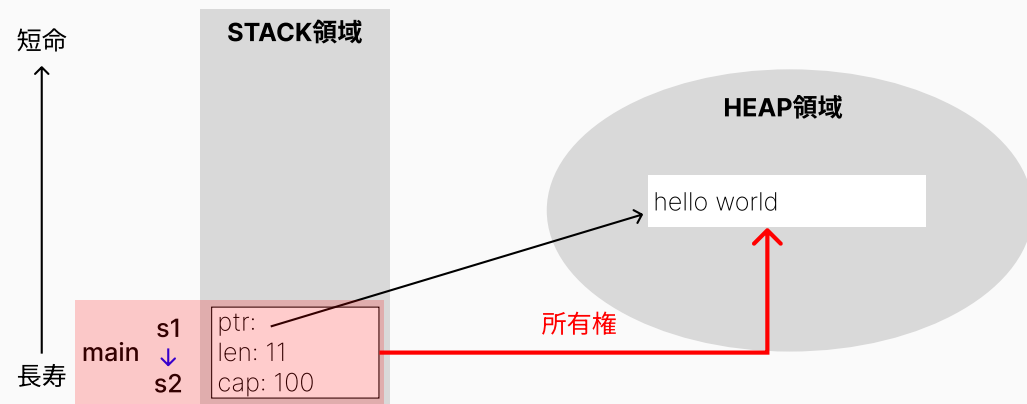 短命
STACK領域
HEAP領域
hello world
所有権
main
s1
s2
ptr:
len: 11
cap: 100
長寿